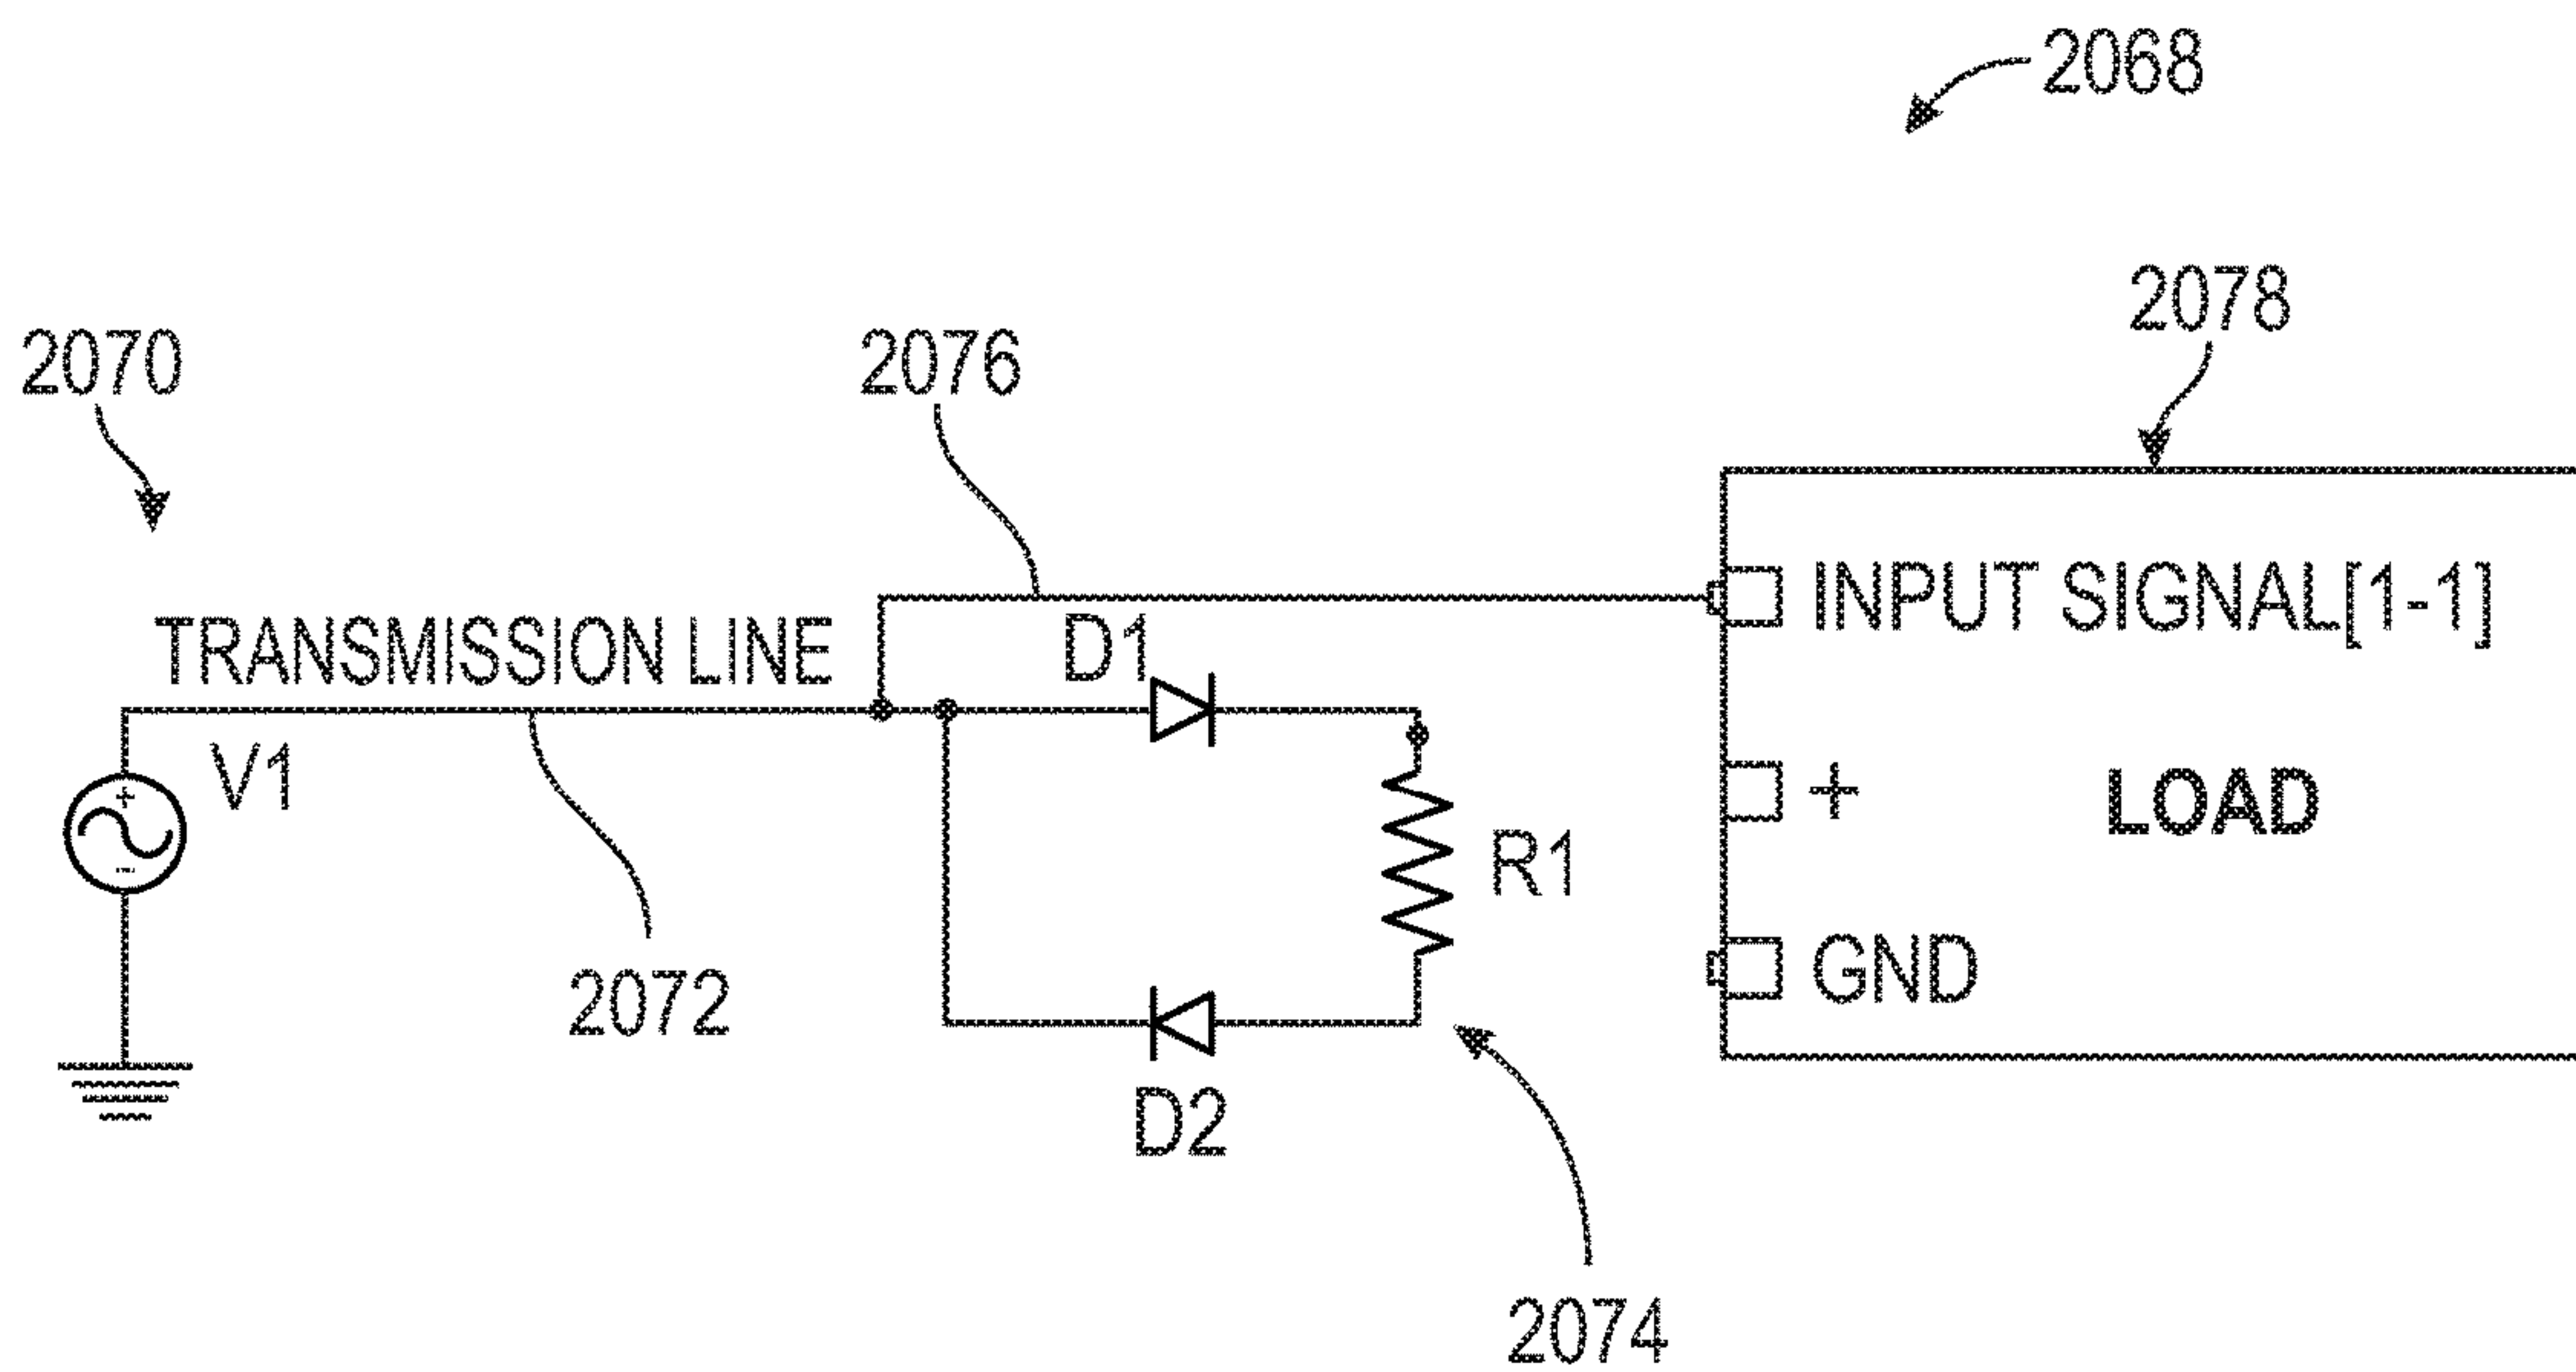 2068
2078
2070
2076
INPUT SIGNAL[1-1]
TRANSMISSION LINE
D1
V1
+
LOAD
R1
GND
2072
D2
2074